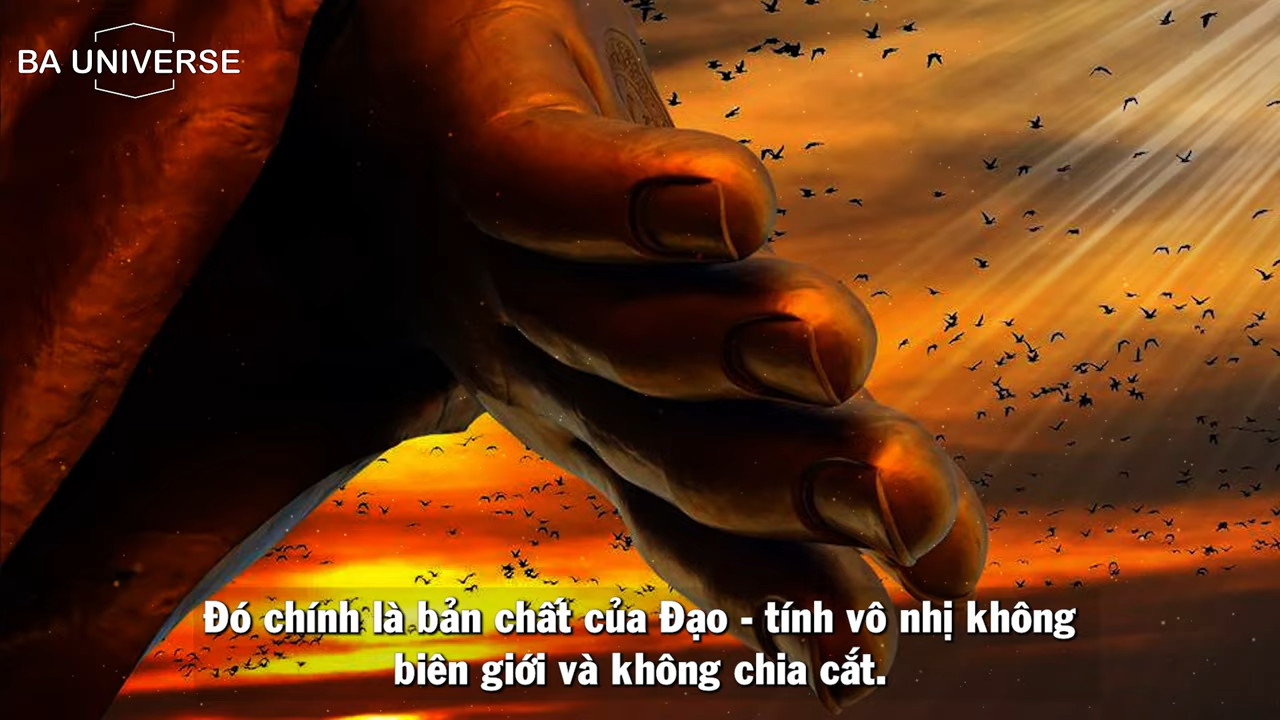 BA UNIVERSE
Đó chính là bản chất của Đạo - tính vô nhị không
biên giới và không chia cắt.